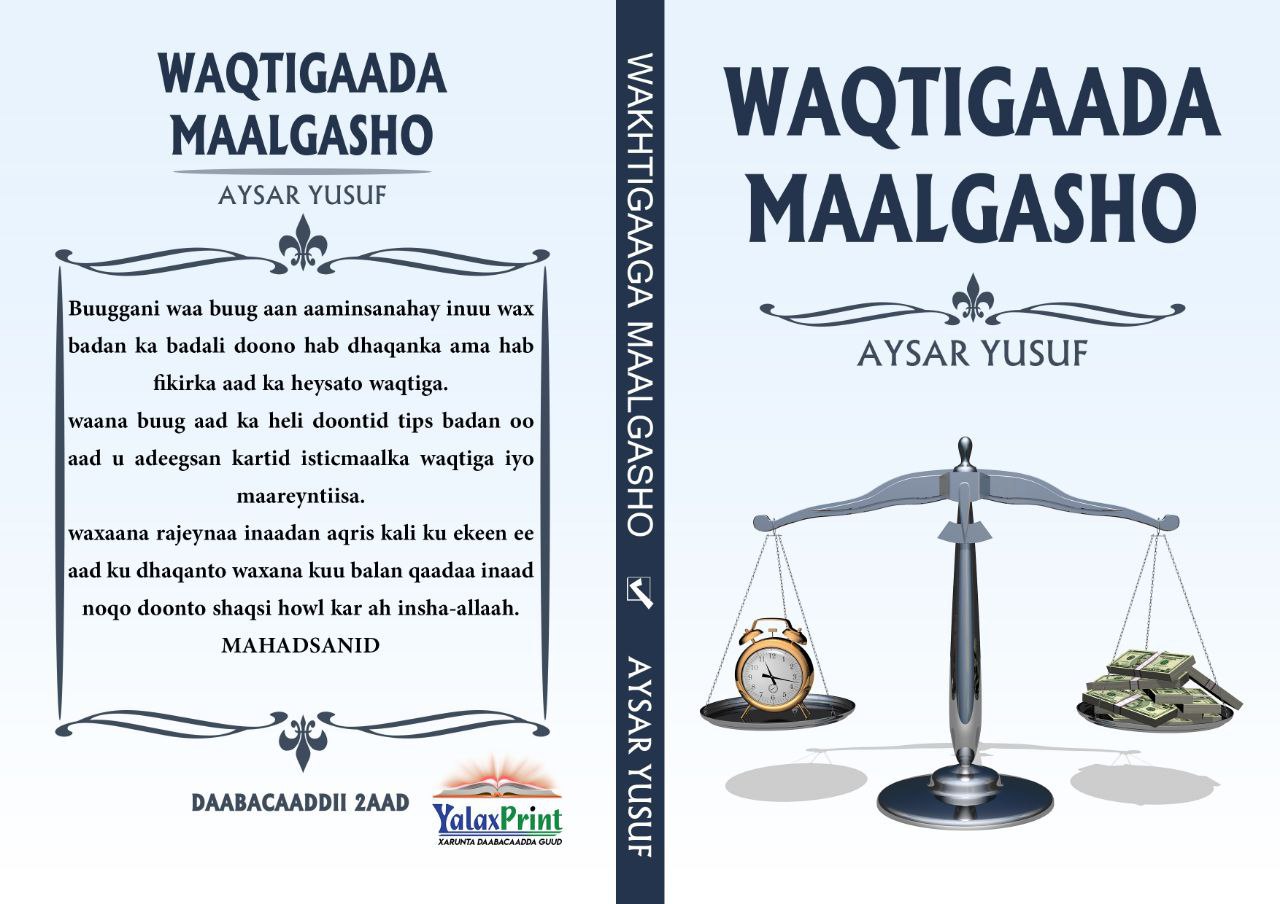 WAQTIGAADA
MAALGASHO
AYSAR YUSUF
Buuggani waa buug aan aaminsanahay inuu wax
badan ka badali doono hab dhaqanka ama hab
fikirka aad ka heysato waqtiga.
waana buug aad ka heli doontid tips badan oo
aad u adeegsan kartid isticmaalka waqtiga iyo
maareyntiisa.
waxaana rajeynaa inaadan aqris kali ku ekeen ee
aad ku dhaqanto waxana kuu balan qaadaa inaad
noqo doonto shaqsi howl kar ah insha-allaah.
MAHADSANID
DAABACAADDII 2AAD
YalaxPrint
XARUNTA DAABACAADDA GUUD
WAKHTIGAAGA MAALGASHO
AYSAR YUSUF
WAQTIGAADA
MAALGASHO
AYSAR YUSUF